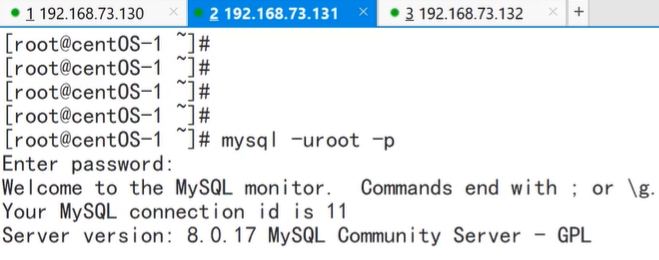 1 192.168.73.130 × 2 192.168.73.131 × 3 192.168.73.132 × +
[root@centOS-1 ~]#
[root@centOS-1 ~]#
[root@centOS-1 ~]#
[root@centOS-1 ~]#
[root@centOS-1 ~]# mysql -uroot -p
Enter password:
Welcome to the MySQL monitor.  Commands end with ; or \g.
Your MySQL connection id is 11
Server version: 8.0.17 MySQL Community Server - GPL